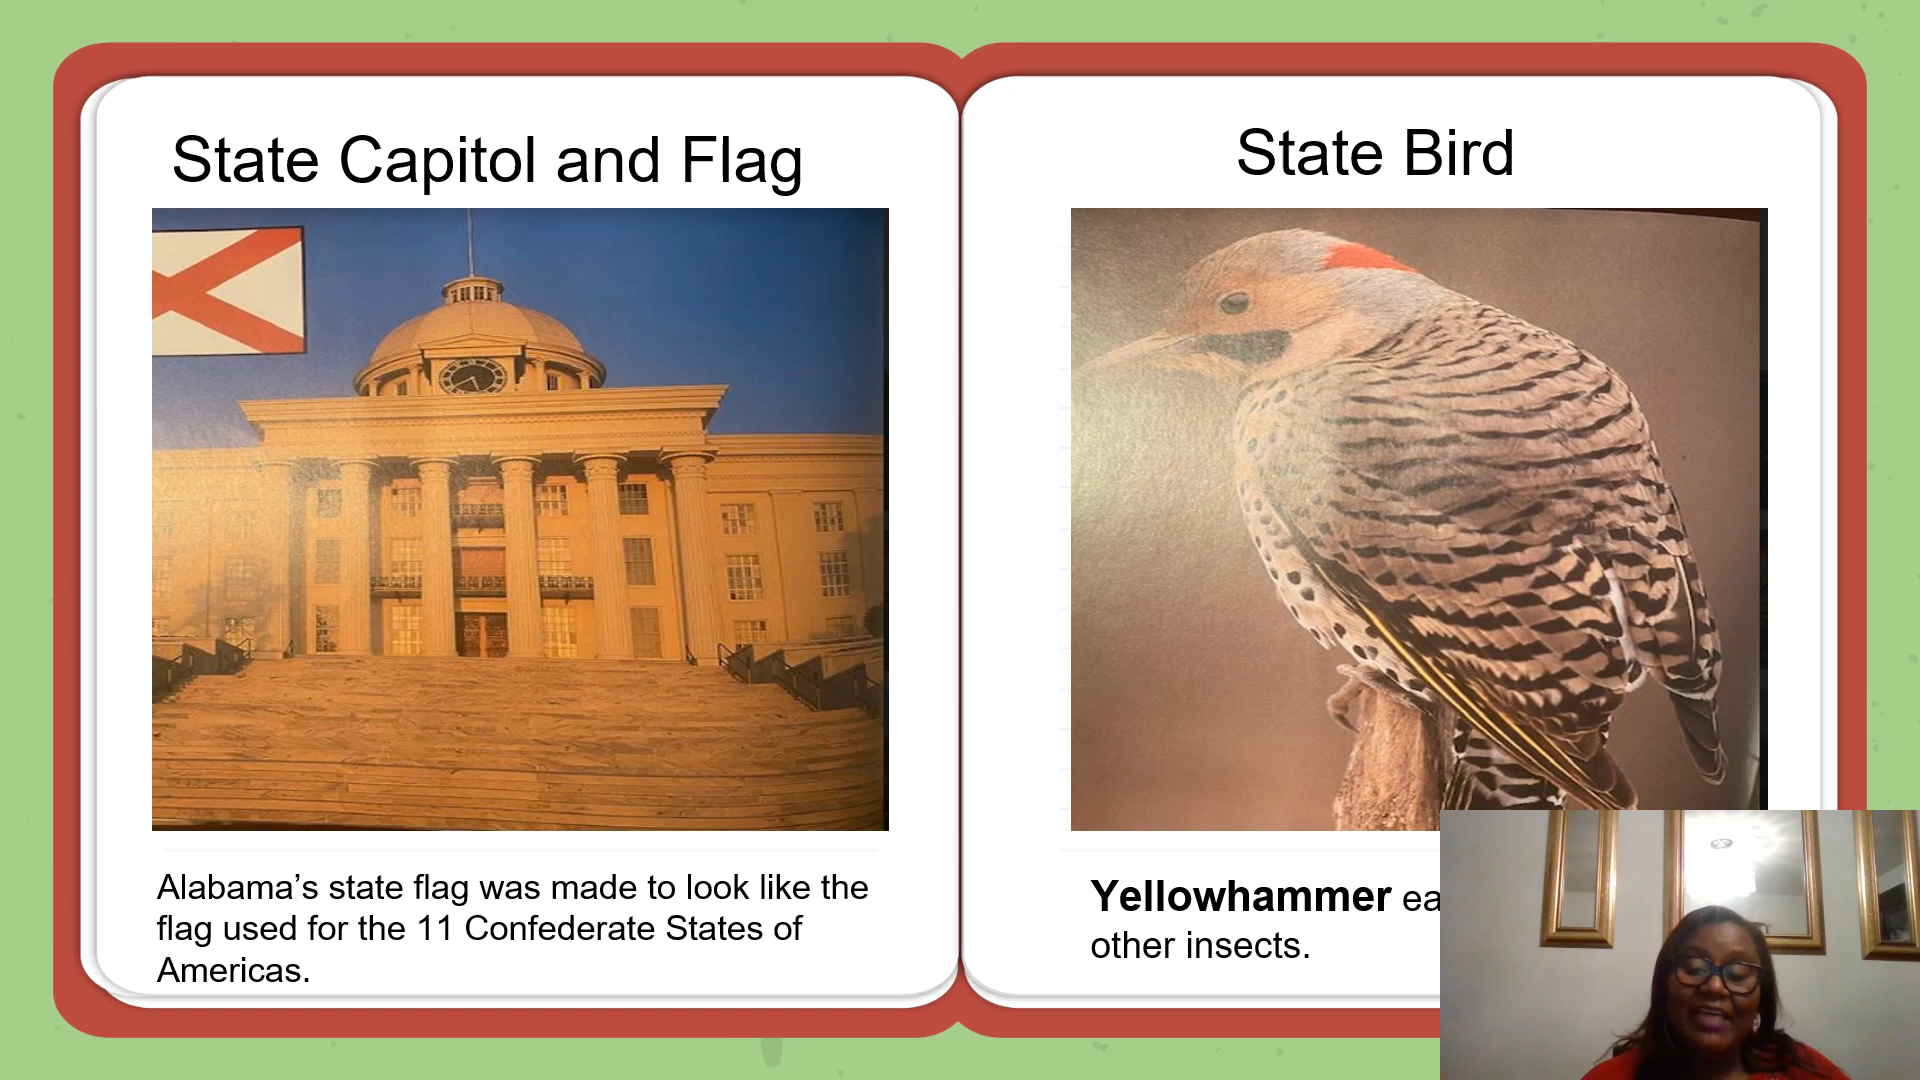 State Capitol and Flag
Alabama’s state flag was made to look like the
flag used for the 11 Confederate States of
Americas.
State Bird
Yellowhammer
other insects.